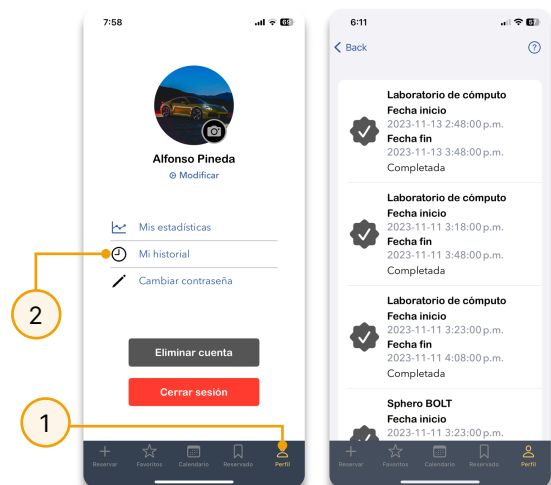 7:58
Alfonso Pineda
Modificar
Mis estadísticas
Mi historial
Cambiar contraseña
Eliminar cuenta
Cerrar sesión
Reservar Favoritos Calendario Reservado Perfil
2
1
6:11
Back
?
Laboratorio de cómputo
Fecha inicio
2023-11-13 2:48:00 p.m.
Fecha fin
2023-11-13 3:48:00 p.m.
Completada
Laboratorio de cómputo
Fecha inicio
2023-11-11 3:18:00 p.m.
Fecha fin
2023-11-11 3:48:00 p.m.
Completada
Laboratorio de cómputo
Fecha inicio
2023-11-11 3:23:00 p.m.
Fecha fin
2023-11-11 4:08:00 p.m.
Completada
Sphero BOLT
Fecha inicio
2023-11-11 3:23:00 p.m.
Reservar Favoritos Calendario Reservado Perfil